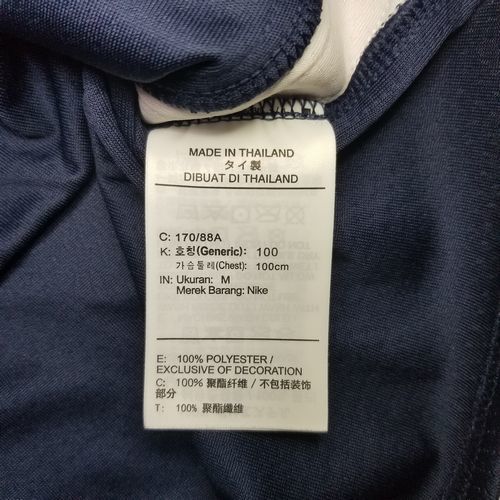 MADE IN THAILAND
タイ製
DIBUAT DI THAILAND
C: 170/88A
K: 호칭(Generic): 100
가슴둘레(Chest): 100cm
IN: Ukuran: M
Merek Barang: Nike
E: 100% POLYESTER /
EXCLUSIVE OF DECORATION
C: 100% 聚酯纤维 / 不包括装饰
部分
T: 100% 聚酯纖維